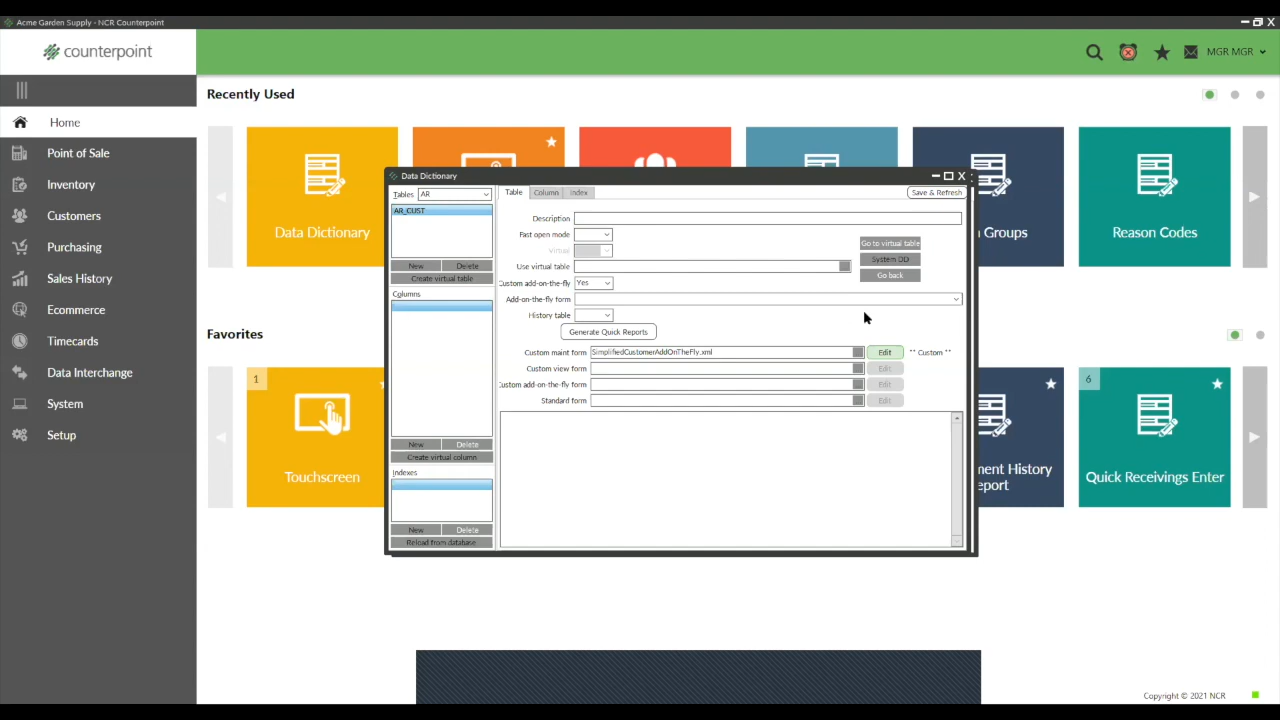 Acme Garden Supply - NCR Counterpoint
counterpoint
MGR MGR
Home
Point of Sale
Inventory
Customers
Purchasing
Sales History
Ecommerce
Timecards
Data Interchange
System
Setup
Recently Used
Data Dictionary
Groups
Reason Codes
Favorites
1
Touchscreen
ment History
eport
6
Quick Receivings Enter
Data Dictionary
Tables AR
AR_CUST
New Delete
Create virtual table
Columns
New Delete
Create virtual column
Indexes
New Delete
Reload from database
Table Column Index
Save & Refresh
Description
Fast open mode
Virtual
Use virtual table
Custom add-on-the-fly Yes
Add-on-the-fly form
History table
Go to virtual table
System DD
Go back
Generate Quick Reports
Custom maint form SimplifiedCustomerAddOnTheFly.xml Edit ** Custom **
Custom view form Edit
Custom add-on-the-fly form Edit
Standard form Edit
Copyright © 2021 NCR